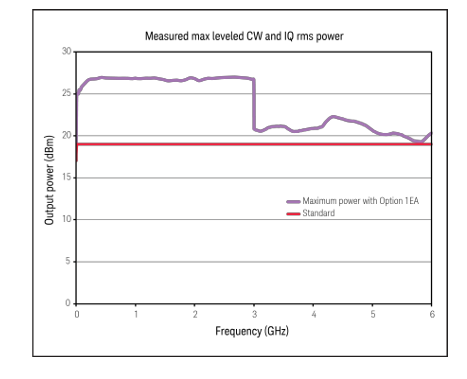 Measured max leveled CW and IQ rms power
30
25
20
15
10
5
0
Output power (dBm)
Maximum power with Option 1EA
Standard
0 1 2 3 4 5 6
Frequency (GHz)